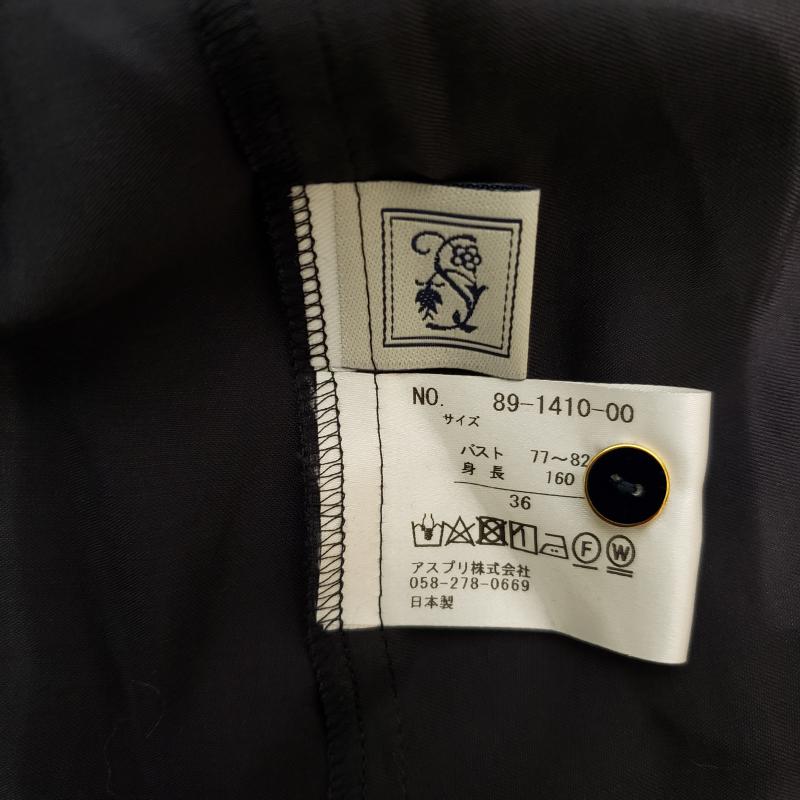 NO. 89-1410-00
サイズ
バスト 77～82
身長 160
36
F W
アスプリ株式会社
058-278-0669
日本製